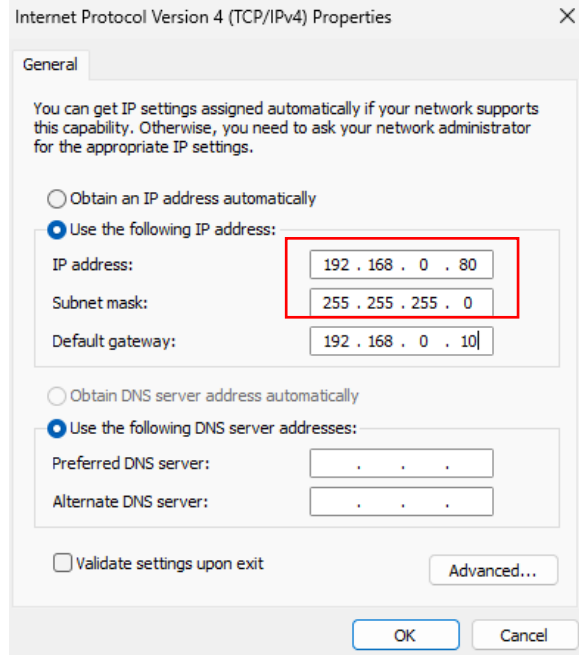 Internet Protocol Version 4 (TCP/IPv4) Properties
General
You can get IP settings assigned automatically if your network supports
this capability. Otherwise, you need to ask your network administrator
for the appropriate IP settings.
Obtain an IP address automatically
Use the following IP address:
IP address: 192 . 168 . 0 . 80
Subnet mask: 255 . 255 . 255 . 0
Default gateway: 192 . 168 . 0 . 10
Obtain DNS server address automatically
Use the following DNS server addresses:
Preferred DNS server: . . .
Alternate DNS server: . . .
Validate settings upon exit
Advanced...
OK Cancel